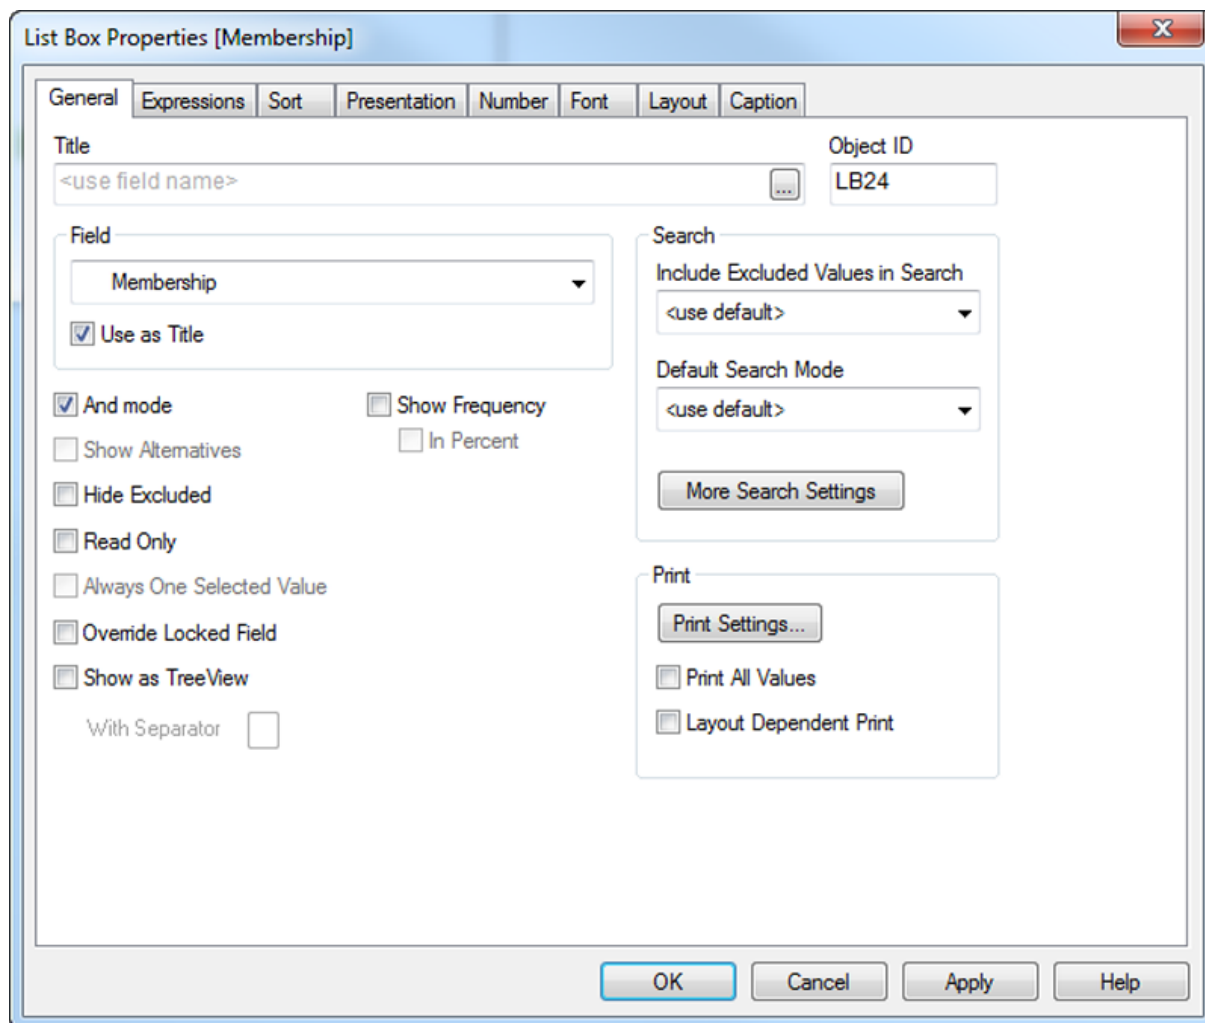 List Box Properties [Membership]
General Expressions Sort Presentation Number Font Layout Caption
Title
Object ID
<use field name>
...
LB24
Field
Membership
Use as Title
Search
Include Excluded Values in Search
<use default>
Default Search Mode
<use default>
More Search Settings
And mode
Show Frequency
Show Alternatives
In Percent
Hide Excluded
Read Only
Always One Selected Value
Override Locked Field
Show as TreeView
With Separator
Print
Print Settings...
Print All Values
Layout Dependent Print
OK Cancel Apply Help